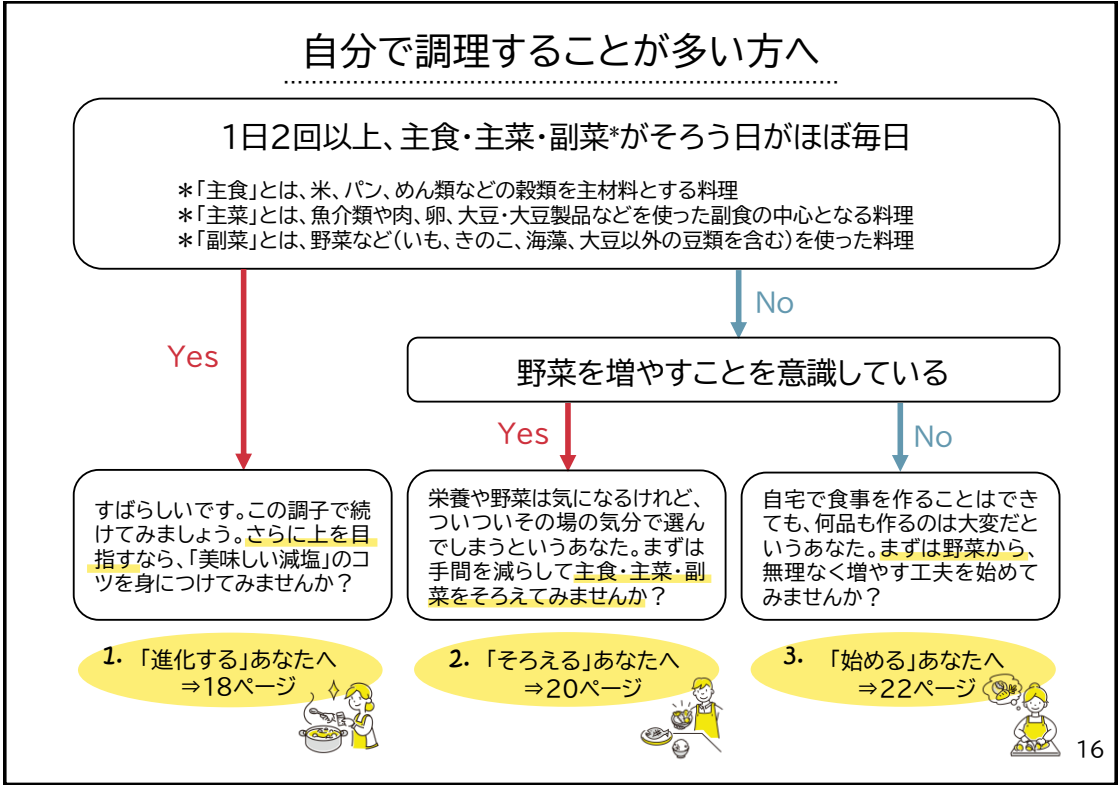 自分で調理することが多い方へ
1日2回以上、主食・主菜・副菜*がそろう日がほぼ毎日
＊「主食」とは、米、パン、めん類などの穀類を主材料とする料理
＊「主菜」とは、魚介類や肉、卵、大豆・大豆製品などを使った副食の中心となる料理
＊「副菜」とは、野菜など(いも、きのこ、海藻、大豆以外の豆類を含む)を使った料理
No
Yes
野菜を増やすことを意識している
Yes
No
すばらしいです。この調子で続
けてみましょう。さらに上を目
指すなら、「美味しい減塩」のコ
ツを身につけてみませんか？
栄養や野菜は気になるけれど、
ついついその場の気分で選ん
でしまうというあなた。まずは
手間を減らして主食・主菜・副
菜をそろえてみませんか？
自宅で食事を作ることはでき
ても、何品も作るのは大変だと
いうあなた。まずは野菜から、
無理なく増やす工夫を始めて
みませんか？
1. 「進化する」あなたへ
⇒18ページ
2. 「そろえる」あなたへ
⇒20ページ
3. 「始める」あなたへ
⇒22ページ
16